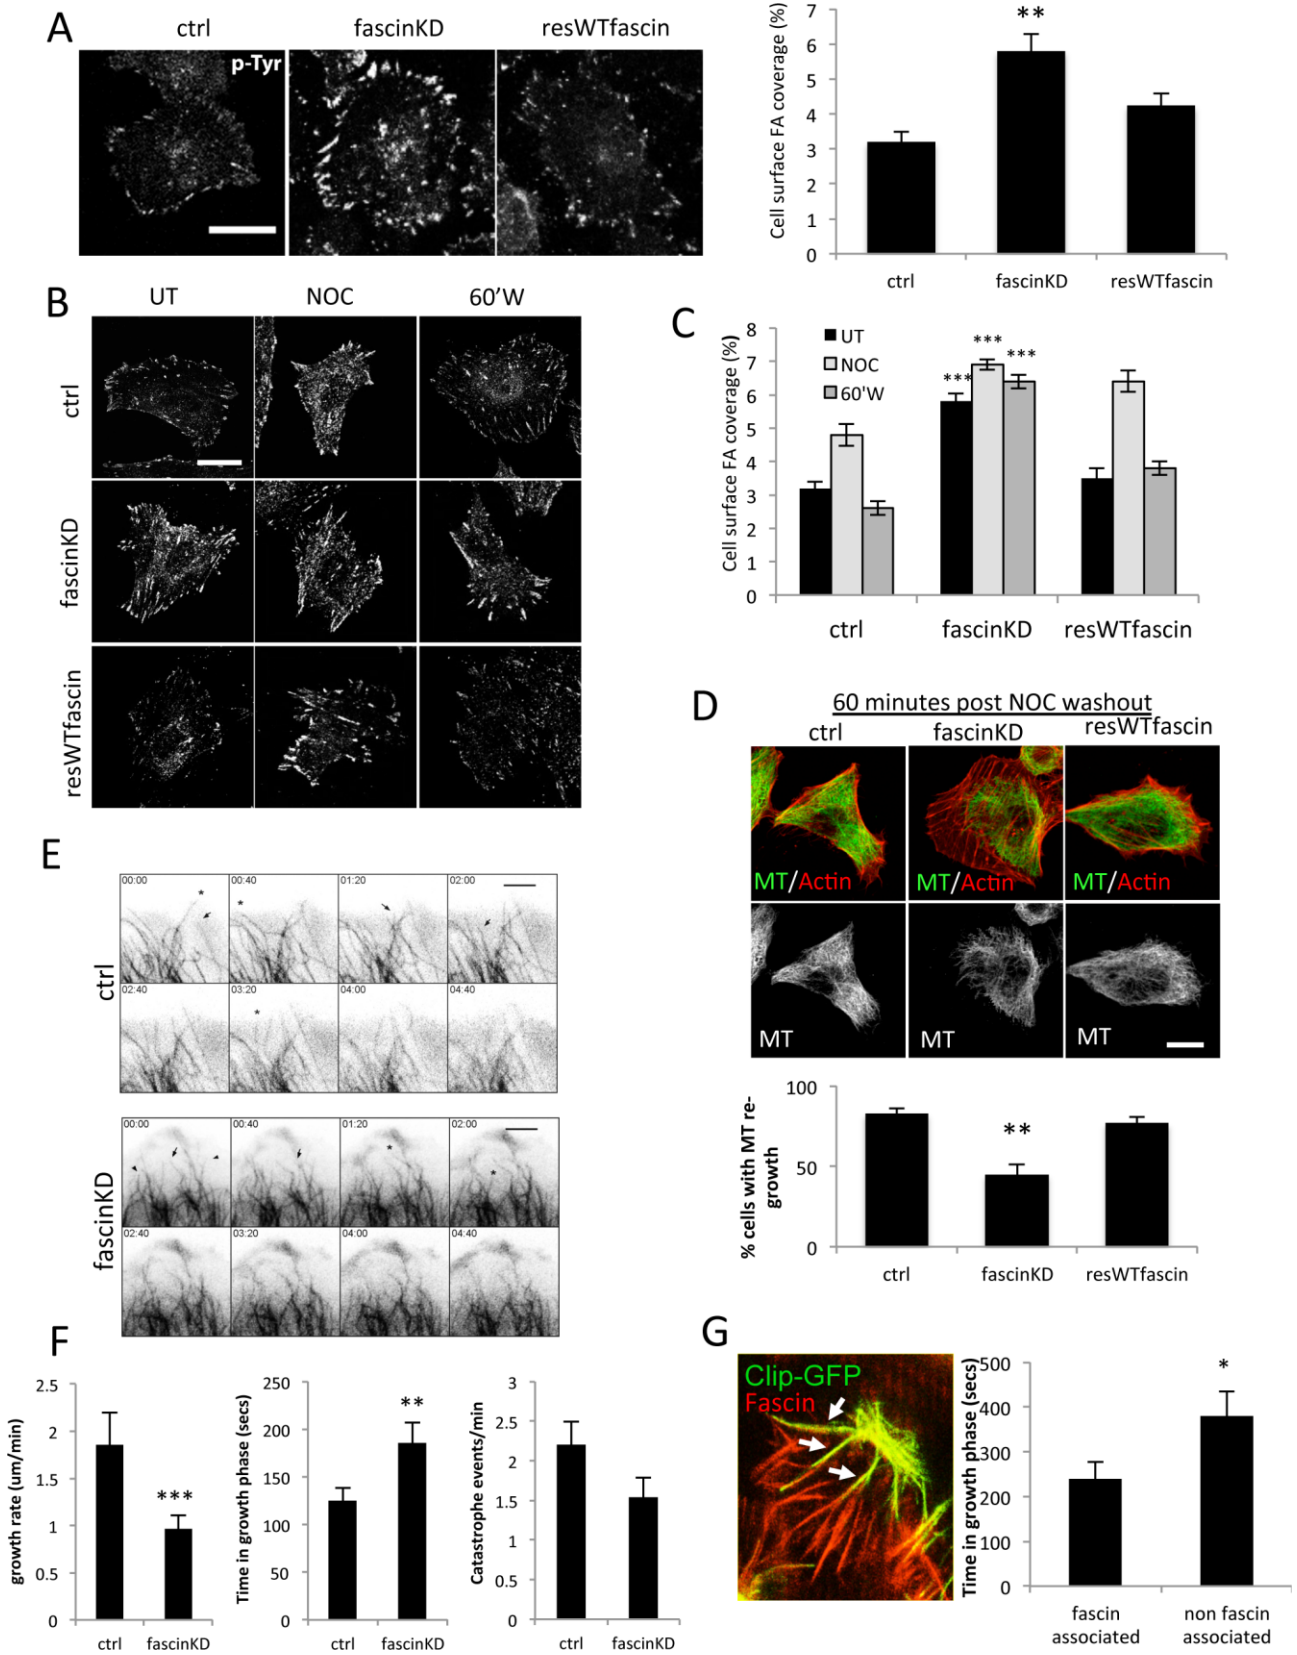 A
ctrl
fascinKD
resWTfascin
p-Tyr
Cell surface FA coverage (%)
7
6
5
4
3
2
1
0
**
ctrl
fascinKD
resWTfascin
B
UT
NOC
60'W
ctrl
fascinKD
resWTfascin
C
Cell surface FA coverage (%)
8
7
6
5
4
3
2
1
0
UT
NOC
60'W
***
***
***
ctrl
fascinKD
resWTfascin
D
60 minutes post NOC washout
ctrl
fascinKD
resWTfascin
MT/Actin
MT/Actin
MT/Actin
MT
MT
MT
% cells with MT re-
growth
100
50
0
**
ctrl
fascinKD
resWTfascin
E
ctrl
00:00
00:40
01:20
02:00
*
*
02:40
03:20
04:00
04:40
*
fascinKD
00:00
00:40
01:20
02:00
*
*
02:40
03:20
04:00
04:40
F
growth rate (um/min)
2.5
2
1.5
1
0.5
0
***
ctrl
fascinKD
Time in growth phase (secs)
250
200
150
100
50
0
**
ctrl
fascinKD
Catastrophe events/min
3
2.5
2
1.5
1
0.5
0
ctrl
fascinKD
G
Clip-GFP
Fascin
Time in growth phase (secs)
500
400
300
200
100
0
*
fascin
associated
non fascin
associated